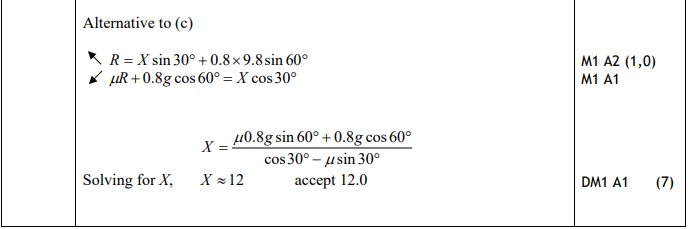 Alternative to (c)
↖ R = X sin 30° + 0.8 × 9.8 sin 60° M1 A2 (1,0)
↙ μR + 0.8g cos 60° = X cos 30° M1 A1
X = (μ0.8g sin 60° + 0.8g cos 60°) / (cos 30° − μ sin 30°)
Solving for X, X ≈ 12 accept 12.0 DM1 A1 (7)